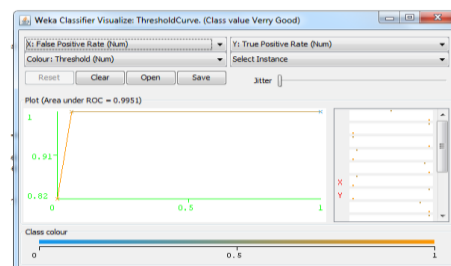 Weka Classifier Visualize: ThresholdCurve. (Class value Verry Good)
X: False Positive Rate (Num)
Y: True Positive Rate (Num)
Colour: Threshold (Num)
Select Instance
Reset Clear Open Save Jitter
Plot (Area under ROC = 0.9951)
1
0.91
0.82
0 0.5 1
X
Y
Class colour
0 0.5 1